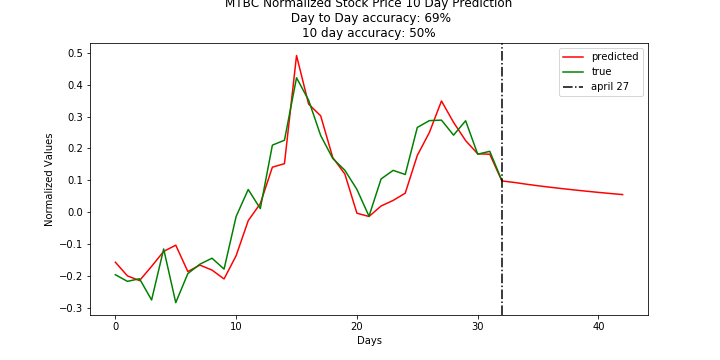 MTBC Normalized Stock Price 10 Day Prediction
Day to Day accuracy: 69%
10 day accuracy: 50%
predicted
true
april 27
Normalized Values
0.5
0.4
0.3
0.2
0.1
0.0
−0.1
−0.2
−0.3
0 10 20 30 40
Days